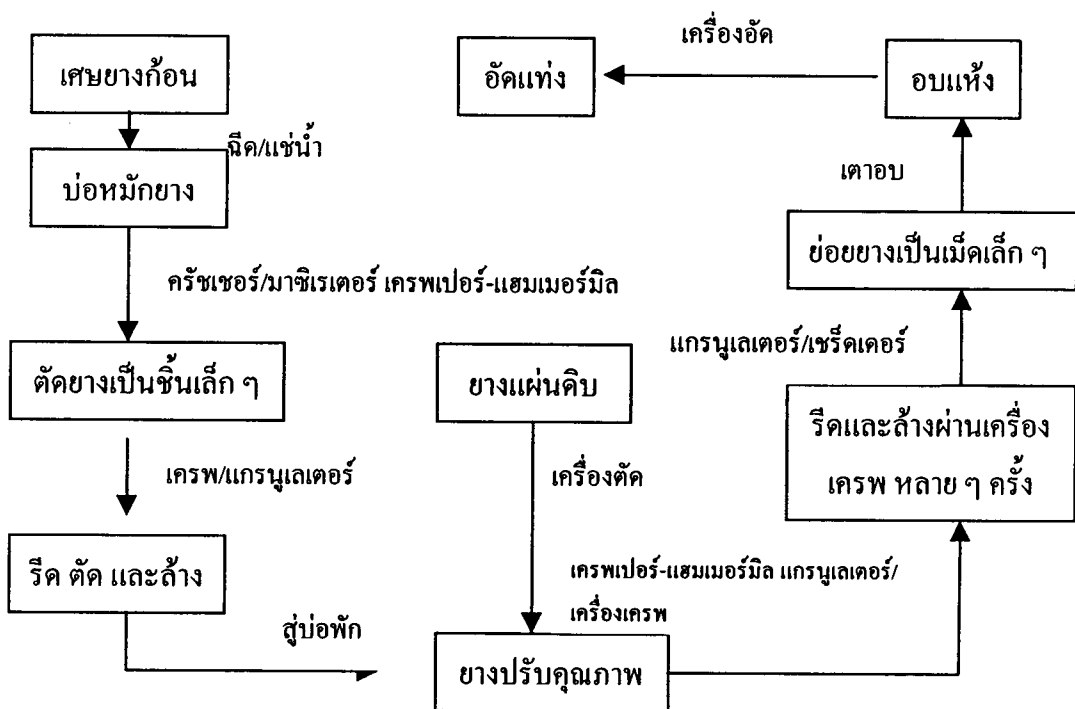 เศษยางก้อน
ฉีด/แช่น้ำ
บ่อหมักยาง
ครัชเชอร์/มาซิเรเตอร์ เครพเปอร์-แฮมเมอร์มิล
ตัดยางเป็นชิ้นเล็ก ๆ
เครพ/แกรนูเลเตอร์
รีด ตัด และล้าง
สู่บ่อพัก
ยางแผ่นดิบ
เครื่องตัด
ยางปรับคุณภาพ
เครพเปอร์-แฮมเมอร์มิล แกรนูเลเตอร์/
เครื่องเครพ
รีดและล้างผ่านเครื่อง
เครพ หลาย ๆ ครั้ง
แกรนูเลเตอร์/เชร็คเดอร์
ย่อยยางเป็นเม็ดเล็ก ๆ
เตาอบ
อบแห้ง
เครื่องอัด
อัดแท่ง